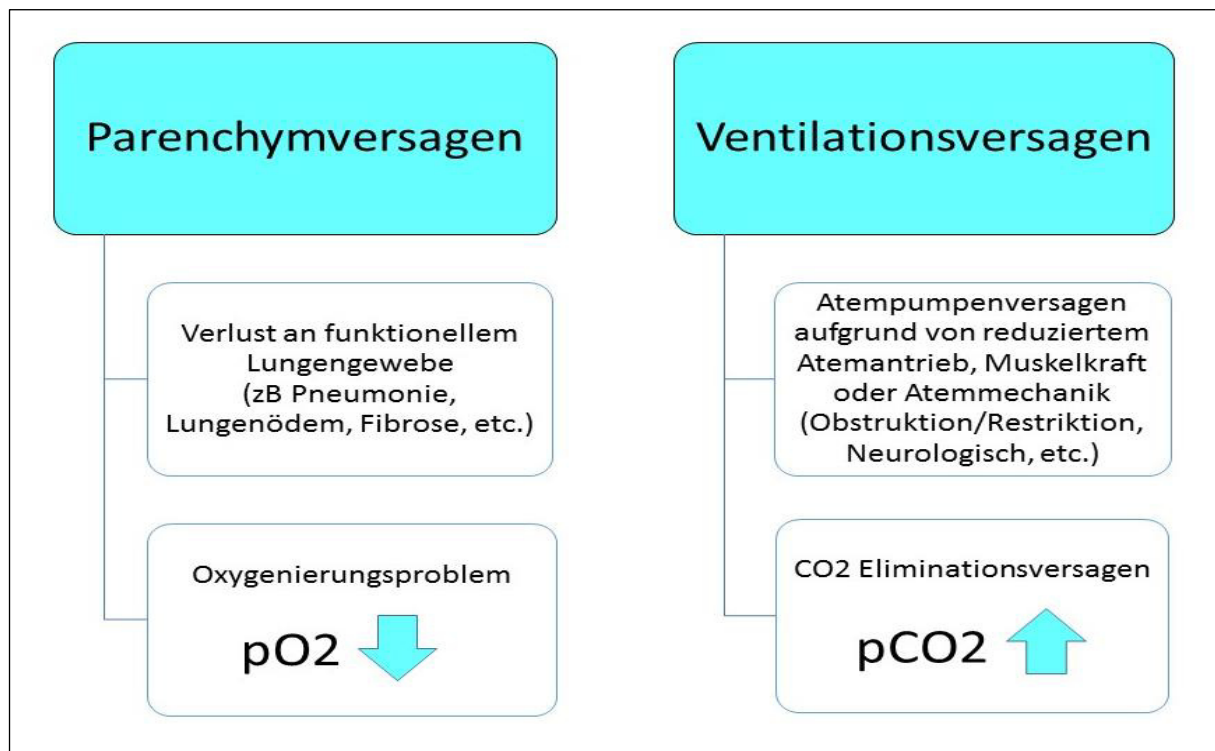 Parenchymversagen
Verlust an funktionellem
Lungengewebe
(zB Pneumonie,
Lungenödem, Fibrose, etc.)
Oxygenierungsproblem
pO2
Ventilationsversagen
Atempumpenversagen
aufgrund von reduziertem
Atemantrieb, Muskelkraft
oder Atemmechanik
(Obstruktion/Restriktion,
Neurologisch, etc.)
CO2 Eliminationsversagen
pCO2